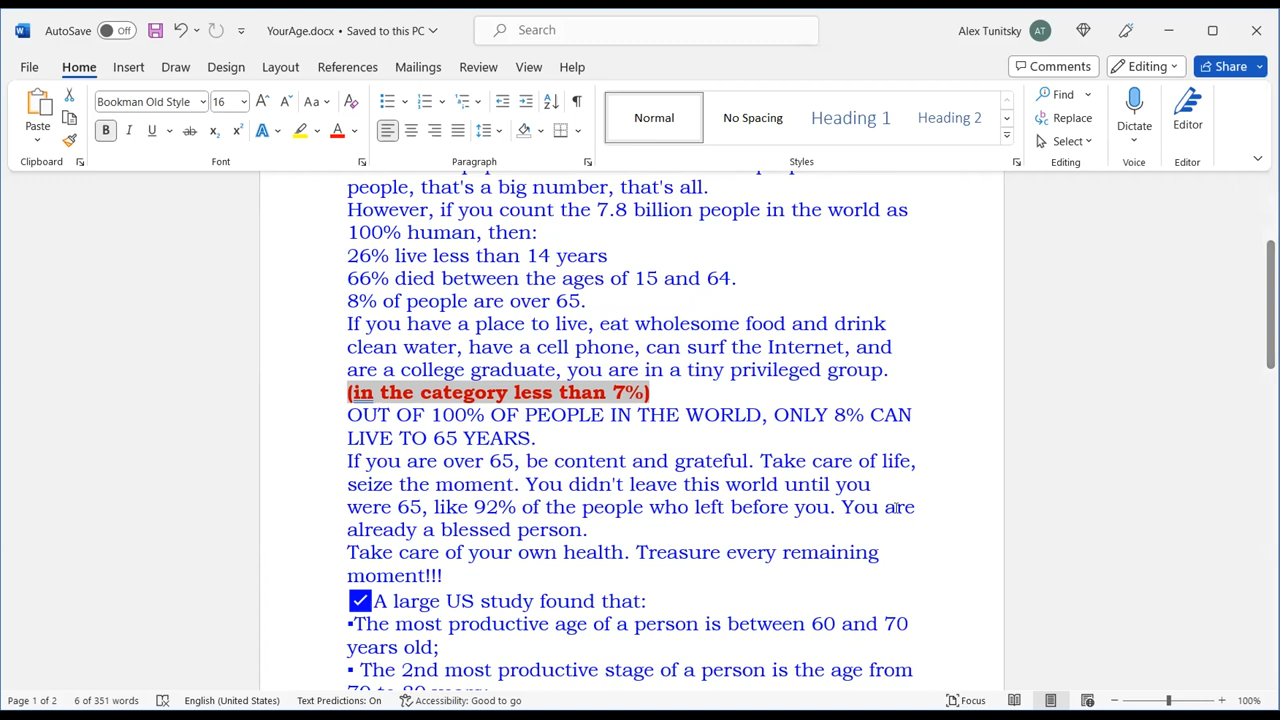 AutoSave Off YourAge.docx • Saved to this PC Search Alex Tunitsky AT
File Home Insert Draw Design Layout References Mailings Review View Help Comments Editing Share
Bookman Old Style 16 Aa Find
Paste Normal No Spacing Heading 1 Heading 2 Replace Dictate Editor
B I U ab x₂ x² A A Select
Clipboard Font Paragraph Styles Editing Voice Editor
people, that's a big number, that's all.
However, if you count the 7.8 billion people in the world as
100% human, then:
26% live less than 14 years
66% died between the ages of 15 and 64.
8% of people are over 65.
If you have a place to live, eat wholesome food and drink
clean water, have a cell phone, can surf the Internet, and
are a college graduate, you are in a tiny privileged group.
(in the category less than 7%)
OUT OF 100% OF PEOPLE IN THE WORLD, ONLY 8% CAN
LIVE TO 65 YEARS.
If you are over 65, be content and grateful. Take care of life,
seize the moment. You didn't leave this world until you
were 65, like 92% of the people who left before you. You are
already a blessed person.
Take care of your own health. Treasure every remaining
moment!!!
✓ A large US study found that:
▪The most productive age of a person is between 60 and 70
years old;
▪ The 2nd most productive stage of a person is the age from
Page 1 of 2 6 of 351 words English (United States) Text Predictions: On Accessibility: Good to go Focus 100%